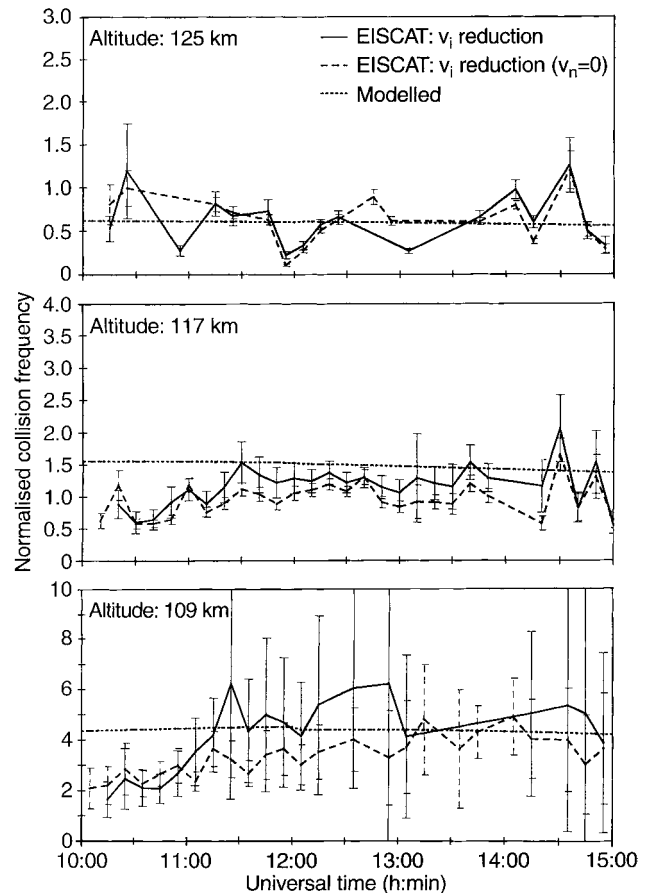 Altitude: 125 km
EISCAT: vi reduction
EISCAT: vi reduction (vn=0)
Modelled
3.0
2.5
2.0
1.5
1.0
0.5
0
Altitude: 117 km
4.0
3.5
3.0
2.5
2.0
1.5
1.0
0.5
0
Normalised collision frequency
Altitude: 109 km
10
8
6
4
2
0
10:00 11:00 12:00 13:00 14:00 15:00
Universal time (h:min)